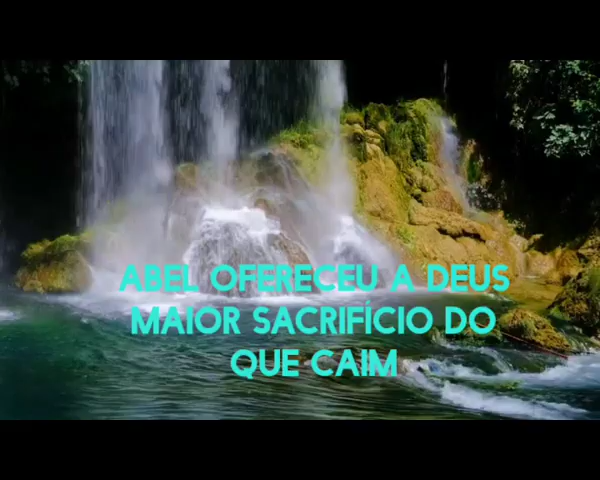 ABEL OFERECEU A DEUS
MAIOR SACRIFÍCIO DO
QUE CAIM